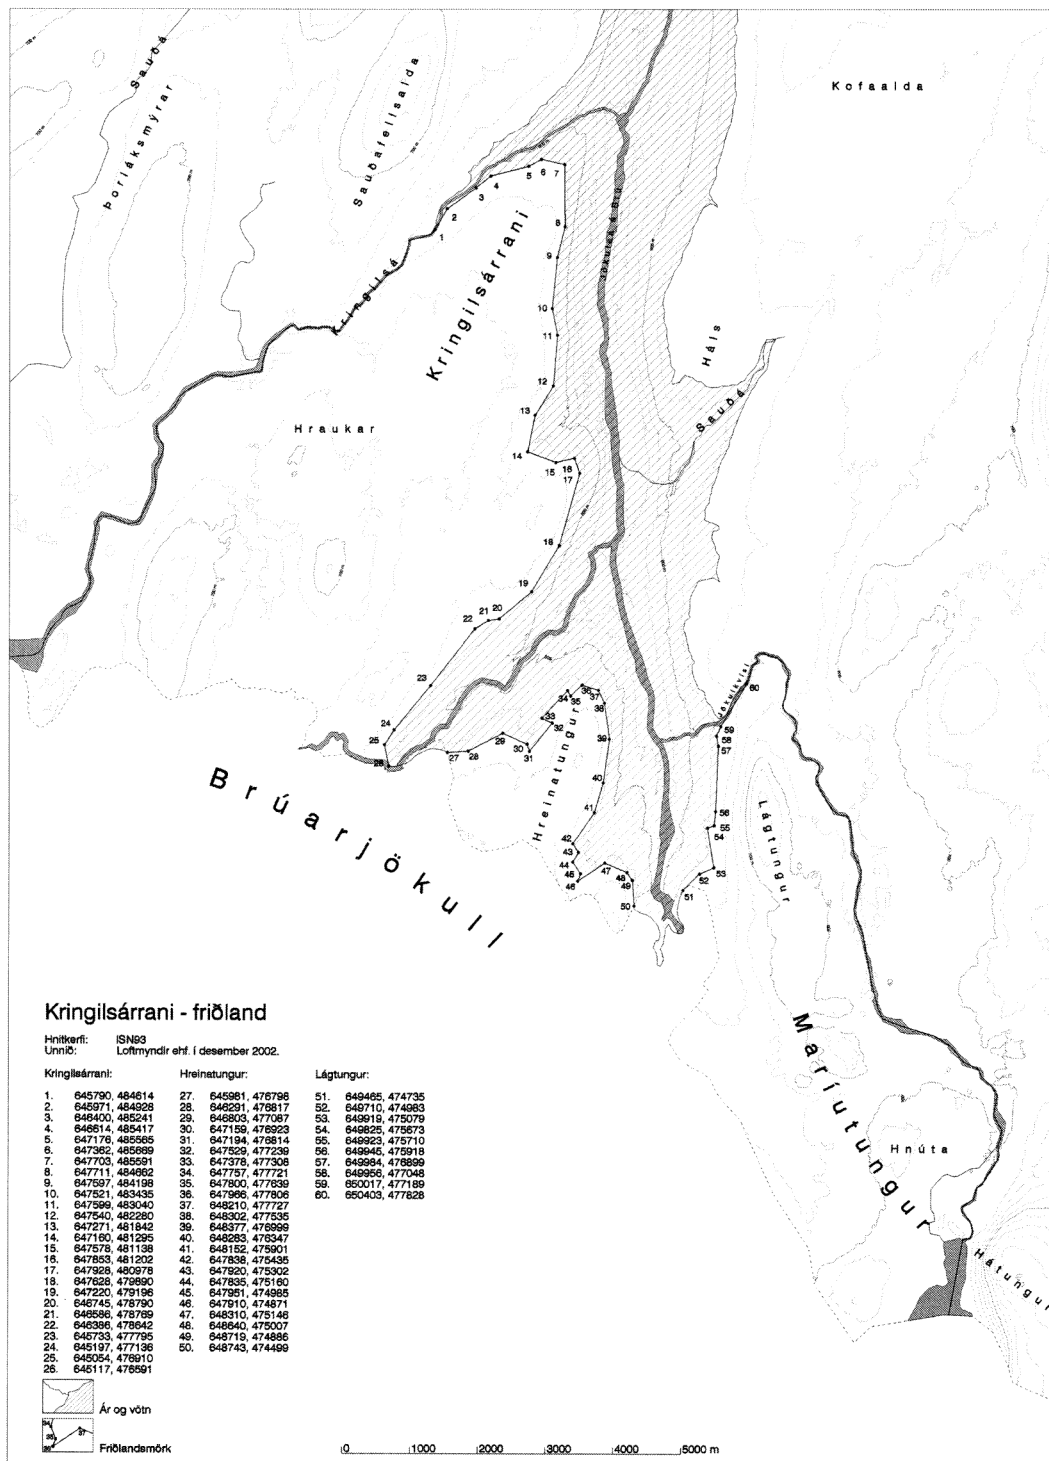 Kofaalda
Sauðá
Þorláksmýrar
Sauðafellsalda
Kringilsá
Kringilsárrani
Jökulsá á Brú
Háls
Sauðá
Hraukar
Jökulkvísl
Hreinatungur
Lágtungur
Brúarjökull
Maríutungur
Hnúta
Hátungur
Kringilsárrani - friðland
Hnitkerfi: ISN93
Unnið: Loftmyndir ehf. í desember 2002.
Kringilsárrani:
1. 645790, 484614
2. 645971, 484928
3. 646400, 485241
4. 646614, 485417
5. 647176, 485565
6. 647362, 485669
7. 647703, 485591
8. 647711, 484662
9. 647597, 484198
10. 647521, 483435
11. 647599, 483040
12. 647540, 482280
13. 647271, 481842
14. 647160, 481295
15. 647578, 481138
16. 647853, 481202
17. 647928, 480978
18. 647628, 479890
19. 647220, 479196
20. 646745, 478790
21. 646586, 478769
22. 646386, 478642
23. 645733, 477795
24. 645197, 477136
25. 645054, 476910
26. 645117, 476591
Hreinatungur:
27. 645981, 476798
28. 646291, 476817
29. 646803, 477087
30. 647159, 476923
31. 647194, 476814
32. 647529, 477239
33. 647378, 477308
34. 647757, 477721
35. 647800, 477639
36. 647966, 477806
37. 648210, 477727
38. 648302, 477535
39. 648377, 476999
40. 648283, 476347
41. 648152, 475901
42. 647838, 475435
43. 647920, 475302
44. 647835, 475160
45. 647951, 474985
46. 647910, 474871
47. 648310, 475146
48. 648640, 475007
49. 648719, 474886
50. 648743, 474499
Lágtungur:
51. 649465, 474735
52. 649710, 474983
53. 649919, 475079
54. 649825, 475673
55. 649923, 475710
56. 649945, 475918
57. 649984, 476899
58. 649956, 477048
59. 650017, 477189
60. 650403, 477828
Ár og vötn
Friðlandsmörk
0 1000 2000 3000 4000 5000 m